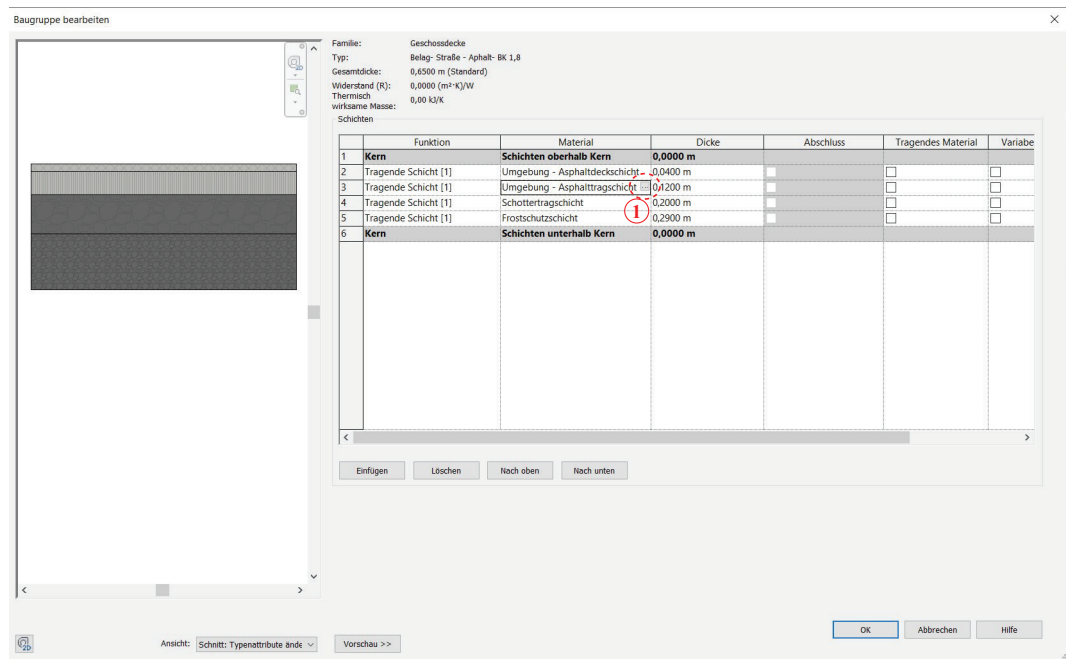 Baugruppe bearbeiten
Familie: Geschossdecke
Typ: Belag- Straße - Aphalt- BK 1,8
Gesamtdicke: 0,6500 m (Standard)
Widerstand (R): 0,0000 (m²·K)/W
Thermisch
wirksame Masse: 0,00 kJ/K
Schichten
Funktion Material Dicke Abschluss Tragendes Material Variabe
1 Kern Schichten oberhalb Kern 0,0000 m
2 Tragende Schicht [1] Umgebung - Asphaltdeckschicht 0,0400 m
3 Tragende Schicht [1] Umgebung - Asphalttragschicht ... 0,1200 m
4 Tragende Schicht [1] Schottertragschicht 0,2000 m
1
5 Tragende Schicht [1] Frostschutzschicht 0,2900 m
6 Kern Schichten unterhalb Kern 0,0000 m
Einfügen Löschen Nach oben Nach unten
OK Abbrechen Hilfe
2D Ansicht: Schnitt: Typenattribute ände Vorschau >>